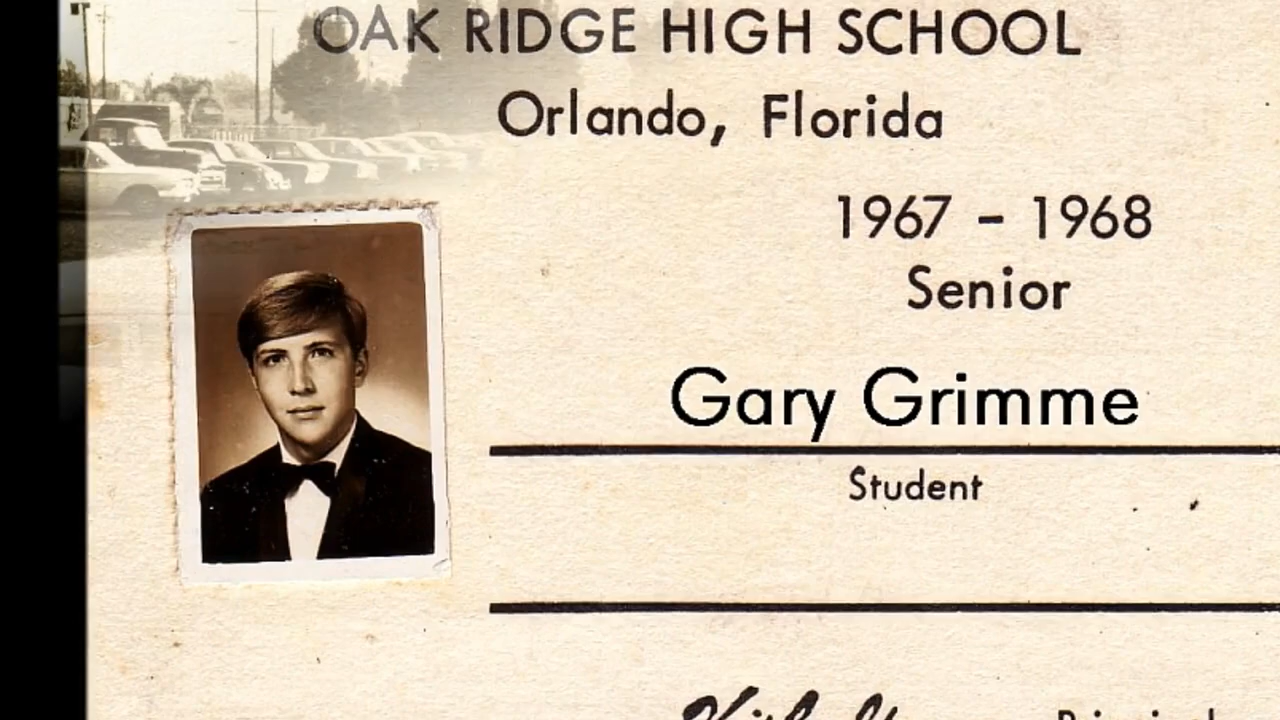 OAK RIDGE HIGH SCHOOL
Orlando, Florida
1967 – 1968
Senior
Gary Grimme
Student